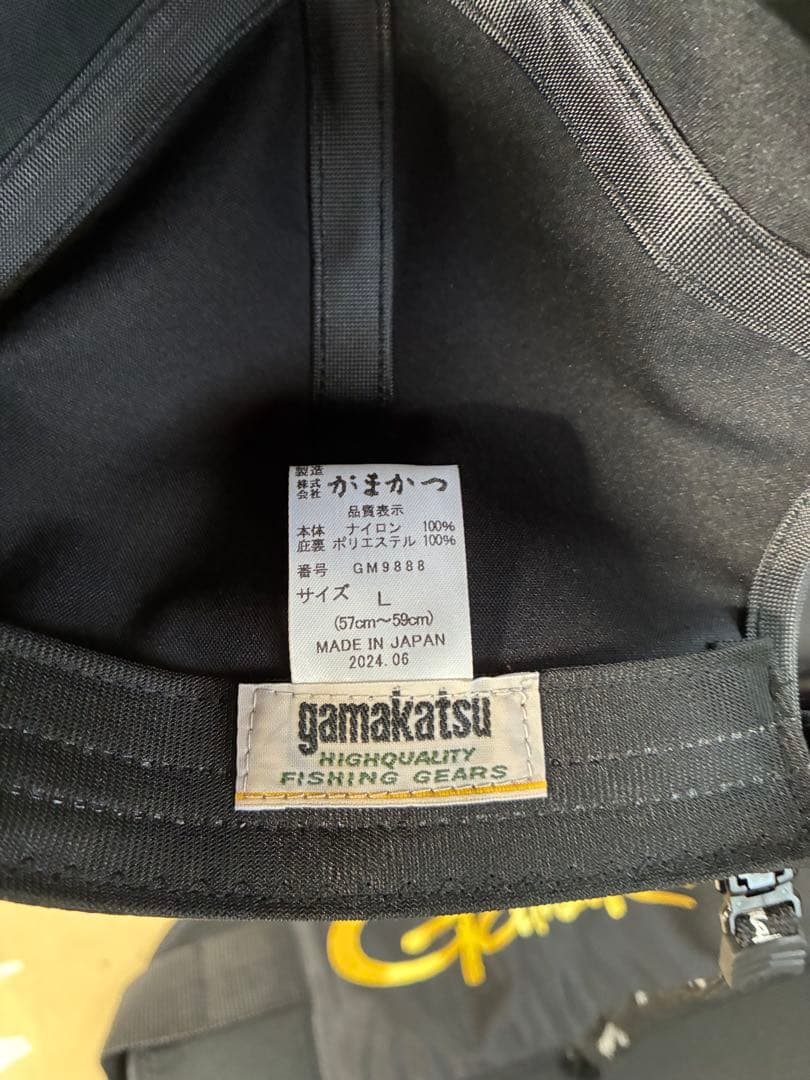 製造
株式会社 がまかつ
品質表示
本体 ナイロン 100%
庇裏 ポリエステル 100%
番号 GM9888
サイズ L
(57cm～59cm)
MADE IN JAPAN
2024.06
gamakatsu
HIGHQUALITY
FISHING GEARS